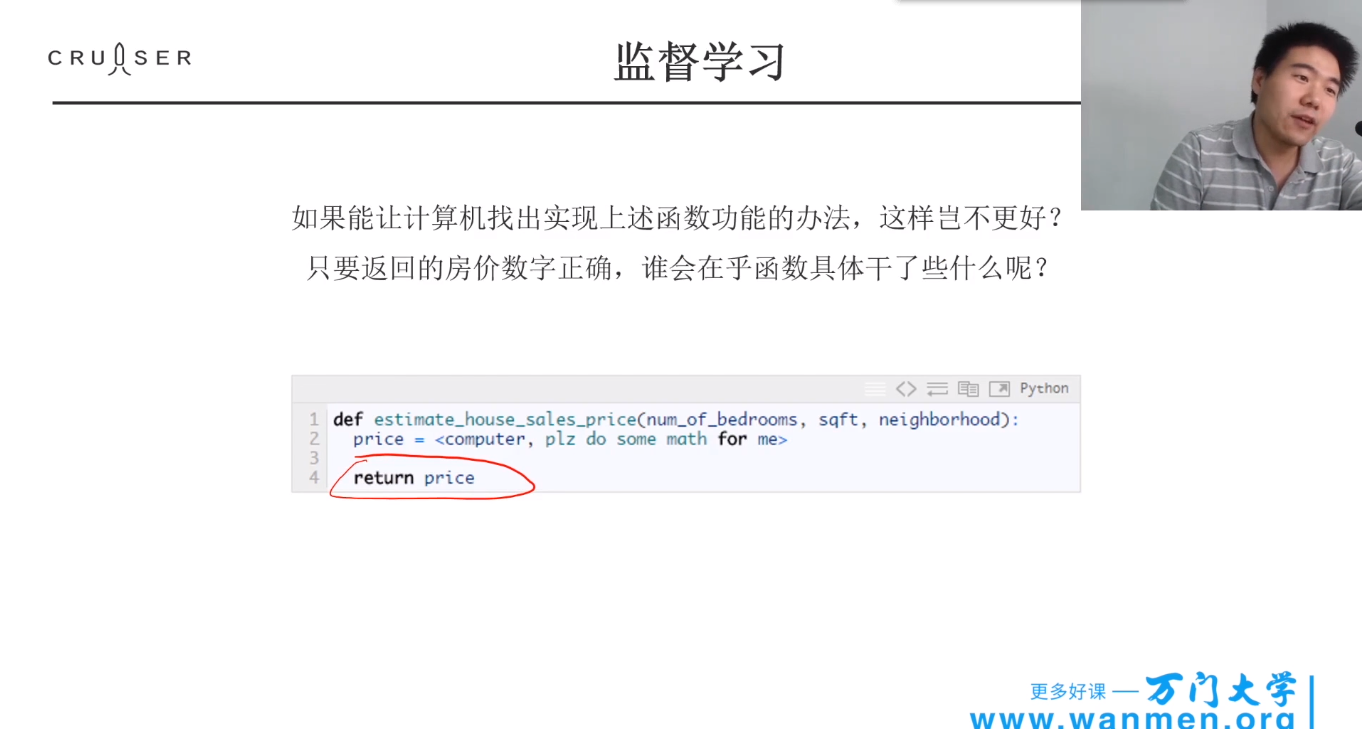 CRUISER
监督学习
如果能让计算机找出实现上述函数功能的办法，这样岂不更好？
只要返回的房价数字正确，谁会在乎函数具体干了些什么呢？
Python
1 def estimate_house_sales_price(num_of_bedrooms, sqft, neighborhood):
2   price = <computer, plz do some math for me>
3
4   return price
更多好课 — 万门大学
www.wanmen.org